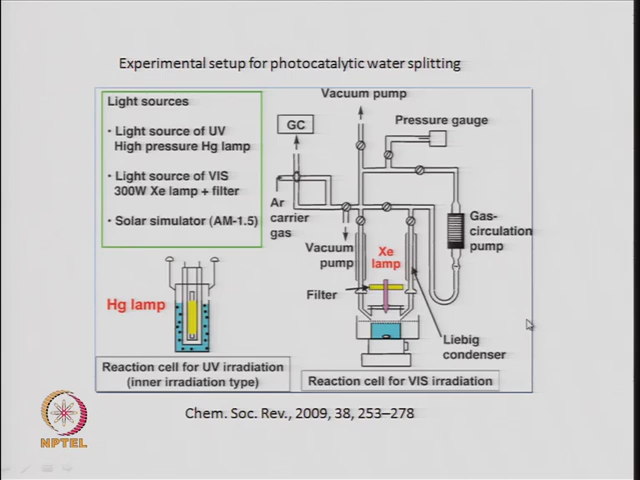 Experimental setup for photocatalytic water splitting
Light sources
• Light source of UV
High pressure Hg lamp
• Light source of VIS
300W Xe lamp + filter
• Solar simulator (AM-1.5)
Hg lamp
Reaction cell for UV irradiation
(inner irradiation type)
Vacuum pump
GC
Pressure gauge
Ar
carrier
gas
Gas-
circulation
pump
Vacuum
pump
Xe
lamp
Filter
Liebig
condenser
Reaction cell for VIS irradiation
Chem. Soc. Rev., 2009, 38, 253–278
NPTEL